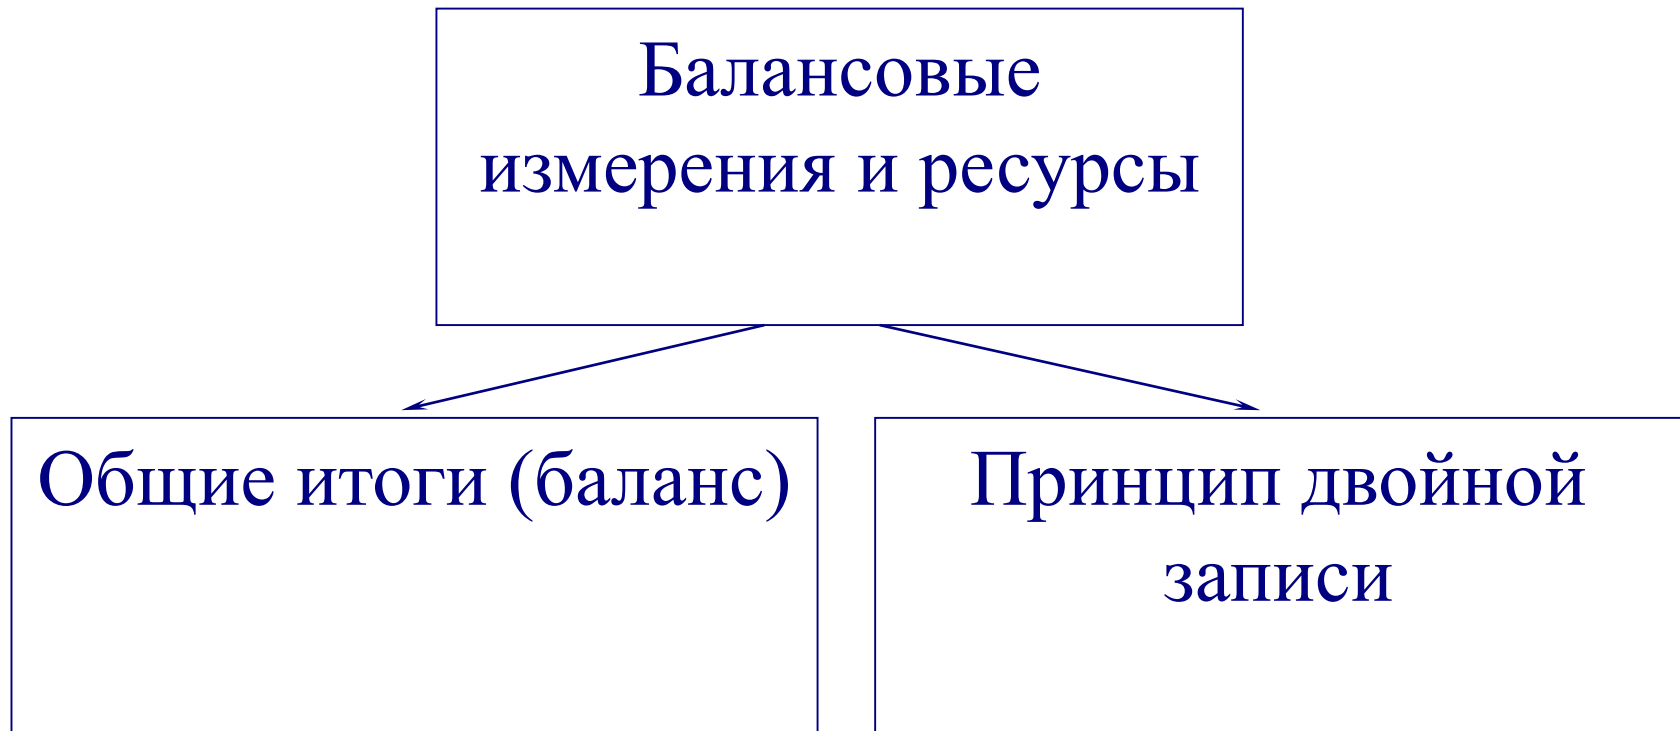 Балансовые
измерения и ресурсы
Общие итоги (баланс)
Принцип двойной
записи